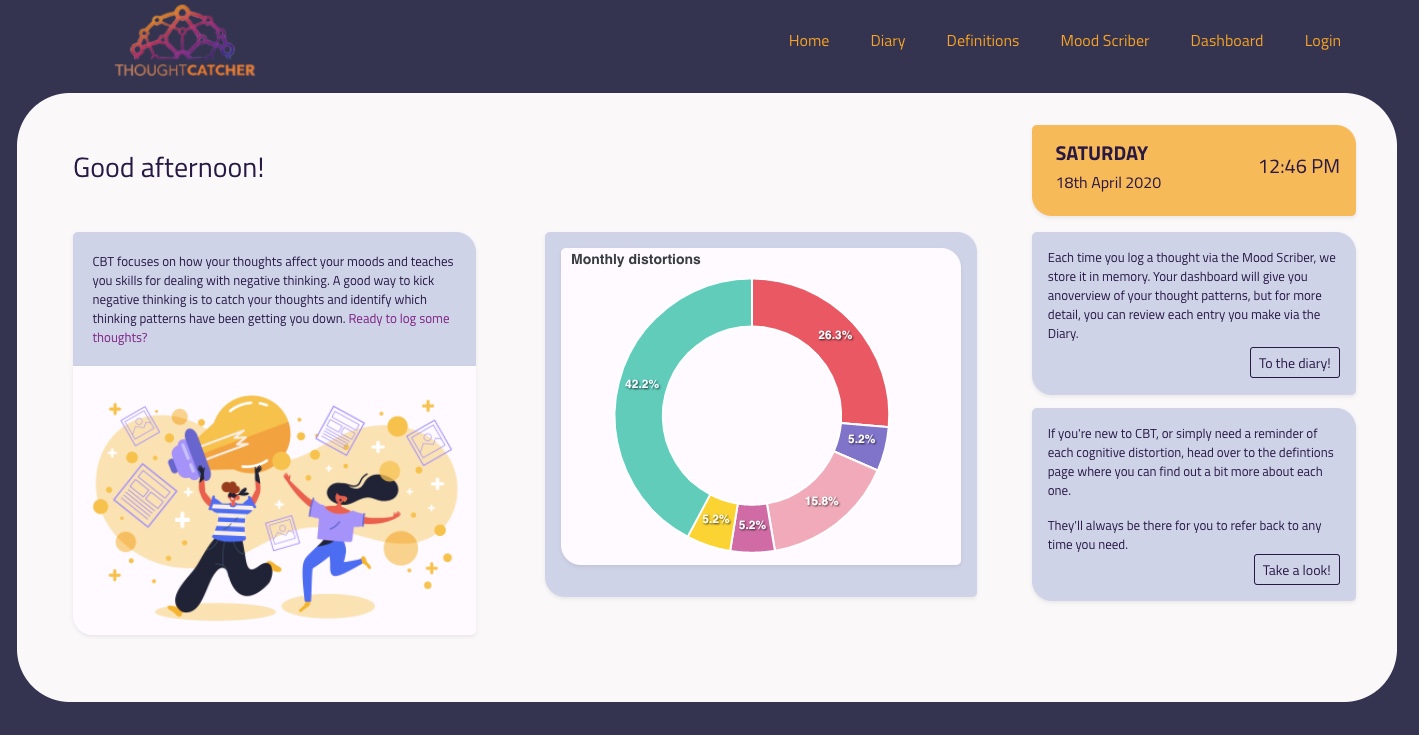 THOUGHTCATCHER
Home
Diary
Definitions
Mood Scriber
Dashboard
Login
Good afternoon!
SATURDAY
18th April 2020
12:46 PM
CBT focuses on how your thoughts affect your moods and teaches
you skills for dealing with negative thinking. A good way to kick
negative thinking is to catch your thoughts and identify which
thinking patterns have been getting you down. Ready to log some
thoughts?
Monthly distortions
26.3%
5.2%
15.8%
5.2%
5.2%
42.2%
Each time you log a thought via the Mood Scriber, we
store it in memory. Your dashboard will give you
anoverview of your thought patterns, but for more
detail, you can review each entry you make via the
Diary.
To the diary!
If you're new to CBT, or simply need a reminder of
each cognitive distortion, head over to the defintions
page where you can find out a bit more about each
one.
They'll always be there for you to refer back to any
time you need.
Take a look!